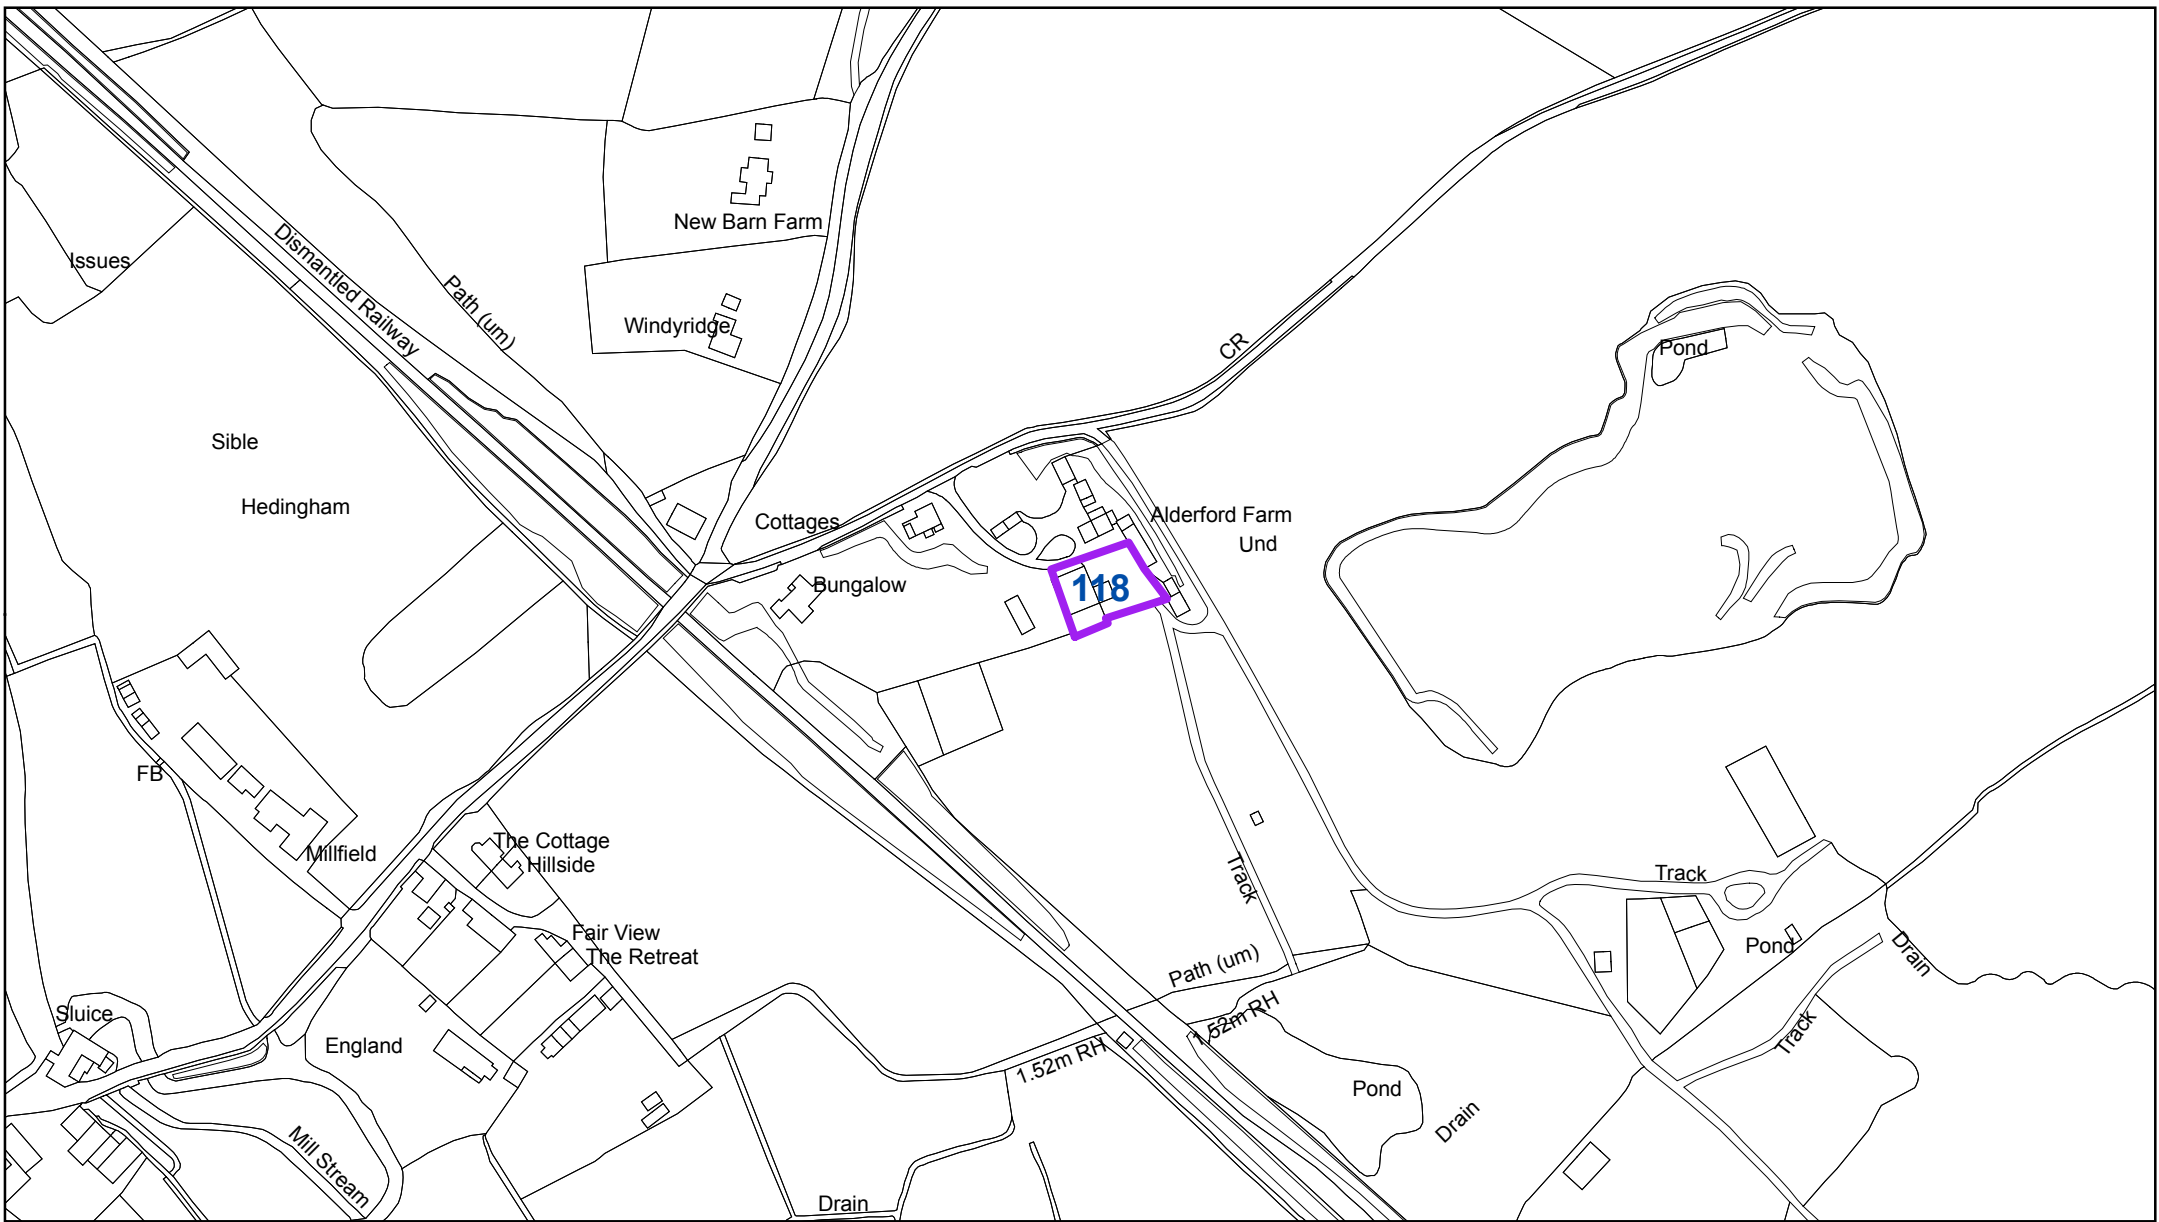 New Barn Farm
Issues
Dismantled Railway
Path (um)
Windyridge
CR
Pond
Sible
Hedingham
Cottages
Alderford Farm
Und
Bungalow
118
FB
Millfield
The Cottage
Hillside
Track
Track
Fair View
The Retreat
Pond
Drain
Path (um)
Sluice
England
1.52m RH
1.52m RH
Track
Pond
Drain
Mill Stream
Drain